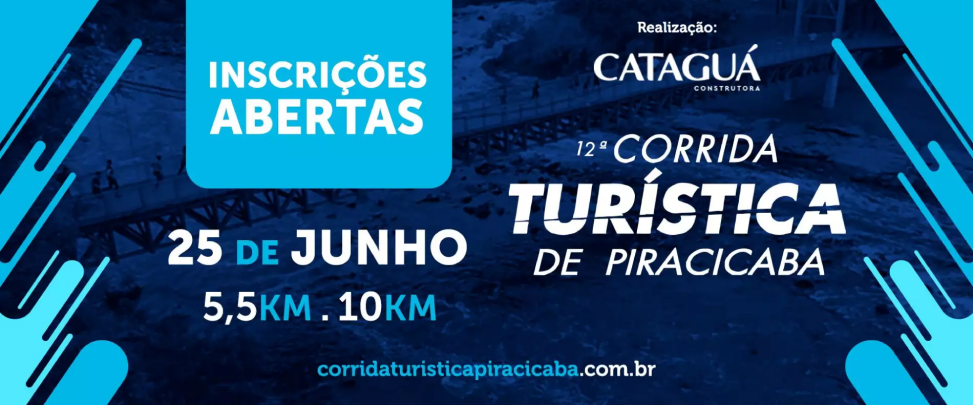 INSCRIÇÕES
ABERTAS
25 DE JUNHO
5,5KM . 10KM
Realização:
CATAGUÁ
CONSTRUTORA
12ª CORRIDA
TURÍSTICA
DE PIRACICABA
corridaturisticapiracicaba.com.br